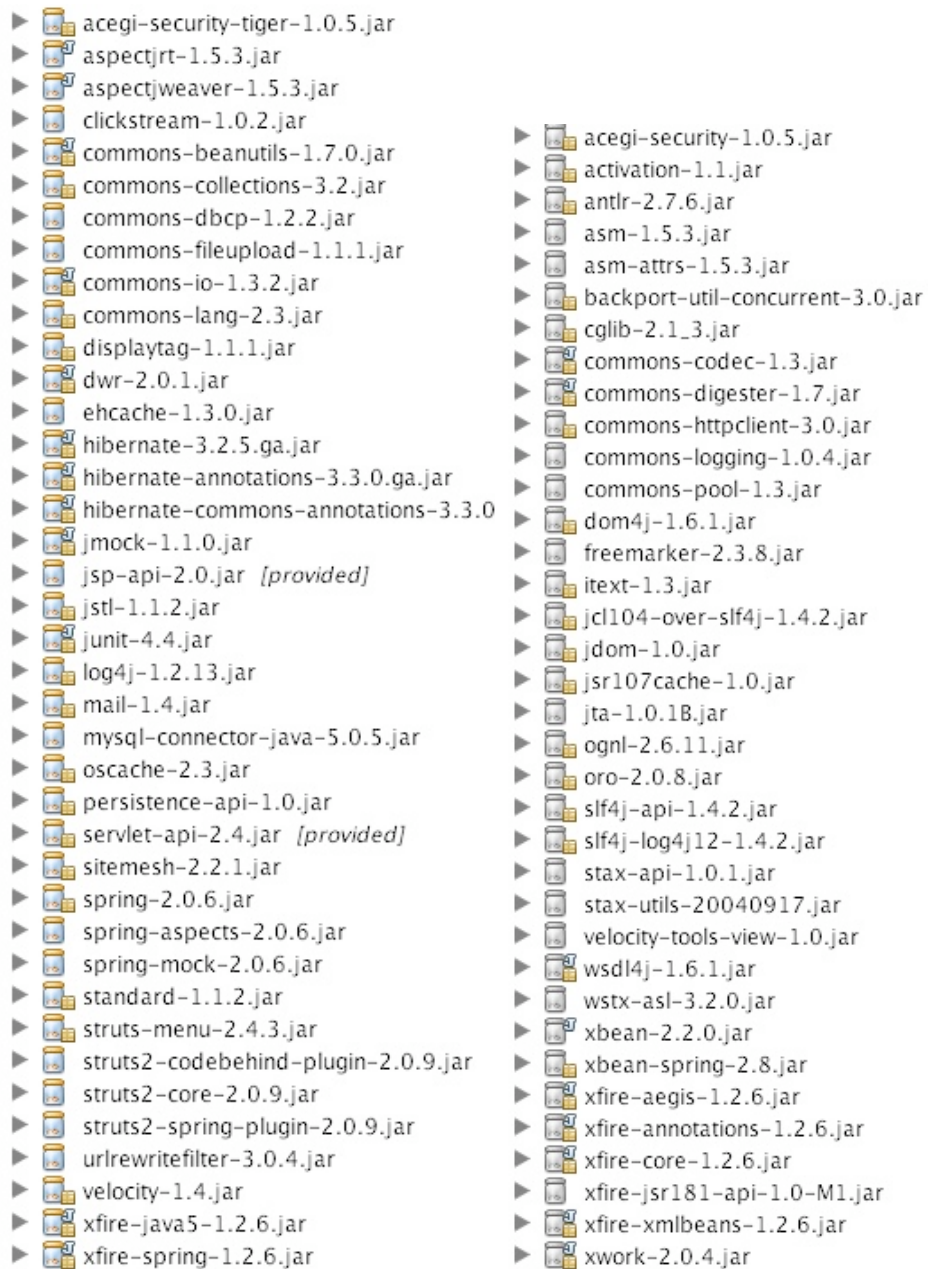 acegi-security-tiger-1.0.5.jar
aspectjrt-1.5.3.jar
aspectjweaver-1.5.3.jar
clickstream-1.0.2.jar
commons-beanutils-1.7.0.jar
commons-collections-3.2.jar
commons-dbcp-1.2.2.jar
commons-fileupload-1.1.1.jar
commons-io-1.3.2.jar
commons-lang-2.3.jar
displaytag-1.1.1.jar
dwr-2.0.1.jar
ehcache-1.3.0.jar
hibernate-3.2.5.ga.jar
hibernate-annotations-3.3.0.ga.jar
hibernate-commons-annotations-3.3.0
jmock-1.1.0.jar
jsp-api-2.0.jar [provided]
jstl-1.1.2.jar
junit-4.4.jar
log4j-1.2.13.jar
mail-1.4.jar
mysql-connector-java-5.0.5.jar
oscache-2.3.jar
persistence-api-1.0.jar
servlet-api-2.4.jar [provided]
sitemesh-2.2.1.jar
spring-2.0.6.jar
spring-aspects-2.0.6.jar
spring-mock-2.0.6.jar
standard-1.1.2.jar
struts-menu-2.4.3.jar
struts2-codebehind-plugin-2.0.9.jar
struts2-core-2.0.9.jar
struts2-spring-plugin-2.0.9.jar
urlrewritefilter-3.0.4.jar
velocity-1.4.jar
xfire-java5-1.2.6.jar
xfire-spring-1.2.6.jar
acegi-security-1.0.5.jar
activation-1.1.jar
antlr-2.7.6.jar
asm-1.5.3.jar
asm-attrs-1.5.3.jar
backport-util-concurrent-3.0.jar
cglib-2.1_3.jar
commons-codec-1.3.jar
commons-digester-1.7.jar
commons-httpclient-3.0.jar
commons-logging-1.0.4.jar
commons-pool-1.3.jar
dom4j-1.6.1.jar
freemarker-2.3.8.jar
itext-1.3.jar
jcl104-over-slf4j-1.4.2.jar
jdom-1.0.jar
jsr107cache-1.0.jar
jta-1.0.1B.jar
ognl-2.6.11.jar
oro-2.0.8.jar
slf4j-api-1.4.2.jar
slf4j-log4j12-1.4.2.jar
stax-api-1.0.1.jar
stax-utils-20040917.jar
velocity-tools-view-1.0.jar
wsdl4j-1.6.1.jar
wstx-asl-3.2.0.jar
xbean-2.2.0.jar
xbean-spring-2.8.jar
xfire-aegis-1.2.6.jar
xfire-annotations-1.2.6.jar
xfire-core-1.2.6.jar
xfire-jsr181-api-1.0-M1.jar
xfire-xmlbeans-1.2.6.jar
xwork-2.0.4.jar